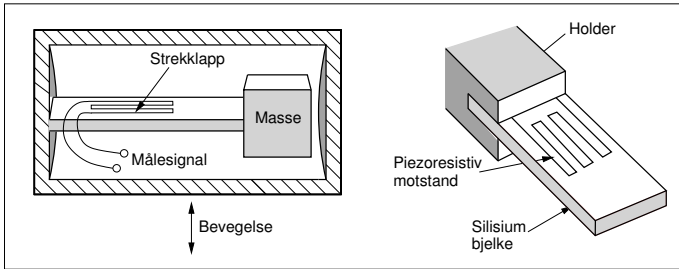 Strekklapp
Masse
Målesignal
Bevegelse
Holder
Piezoresistiv
motstand
Silisium
bjelke